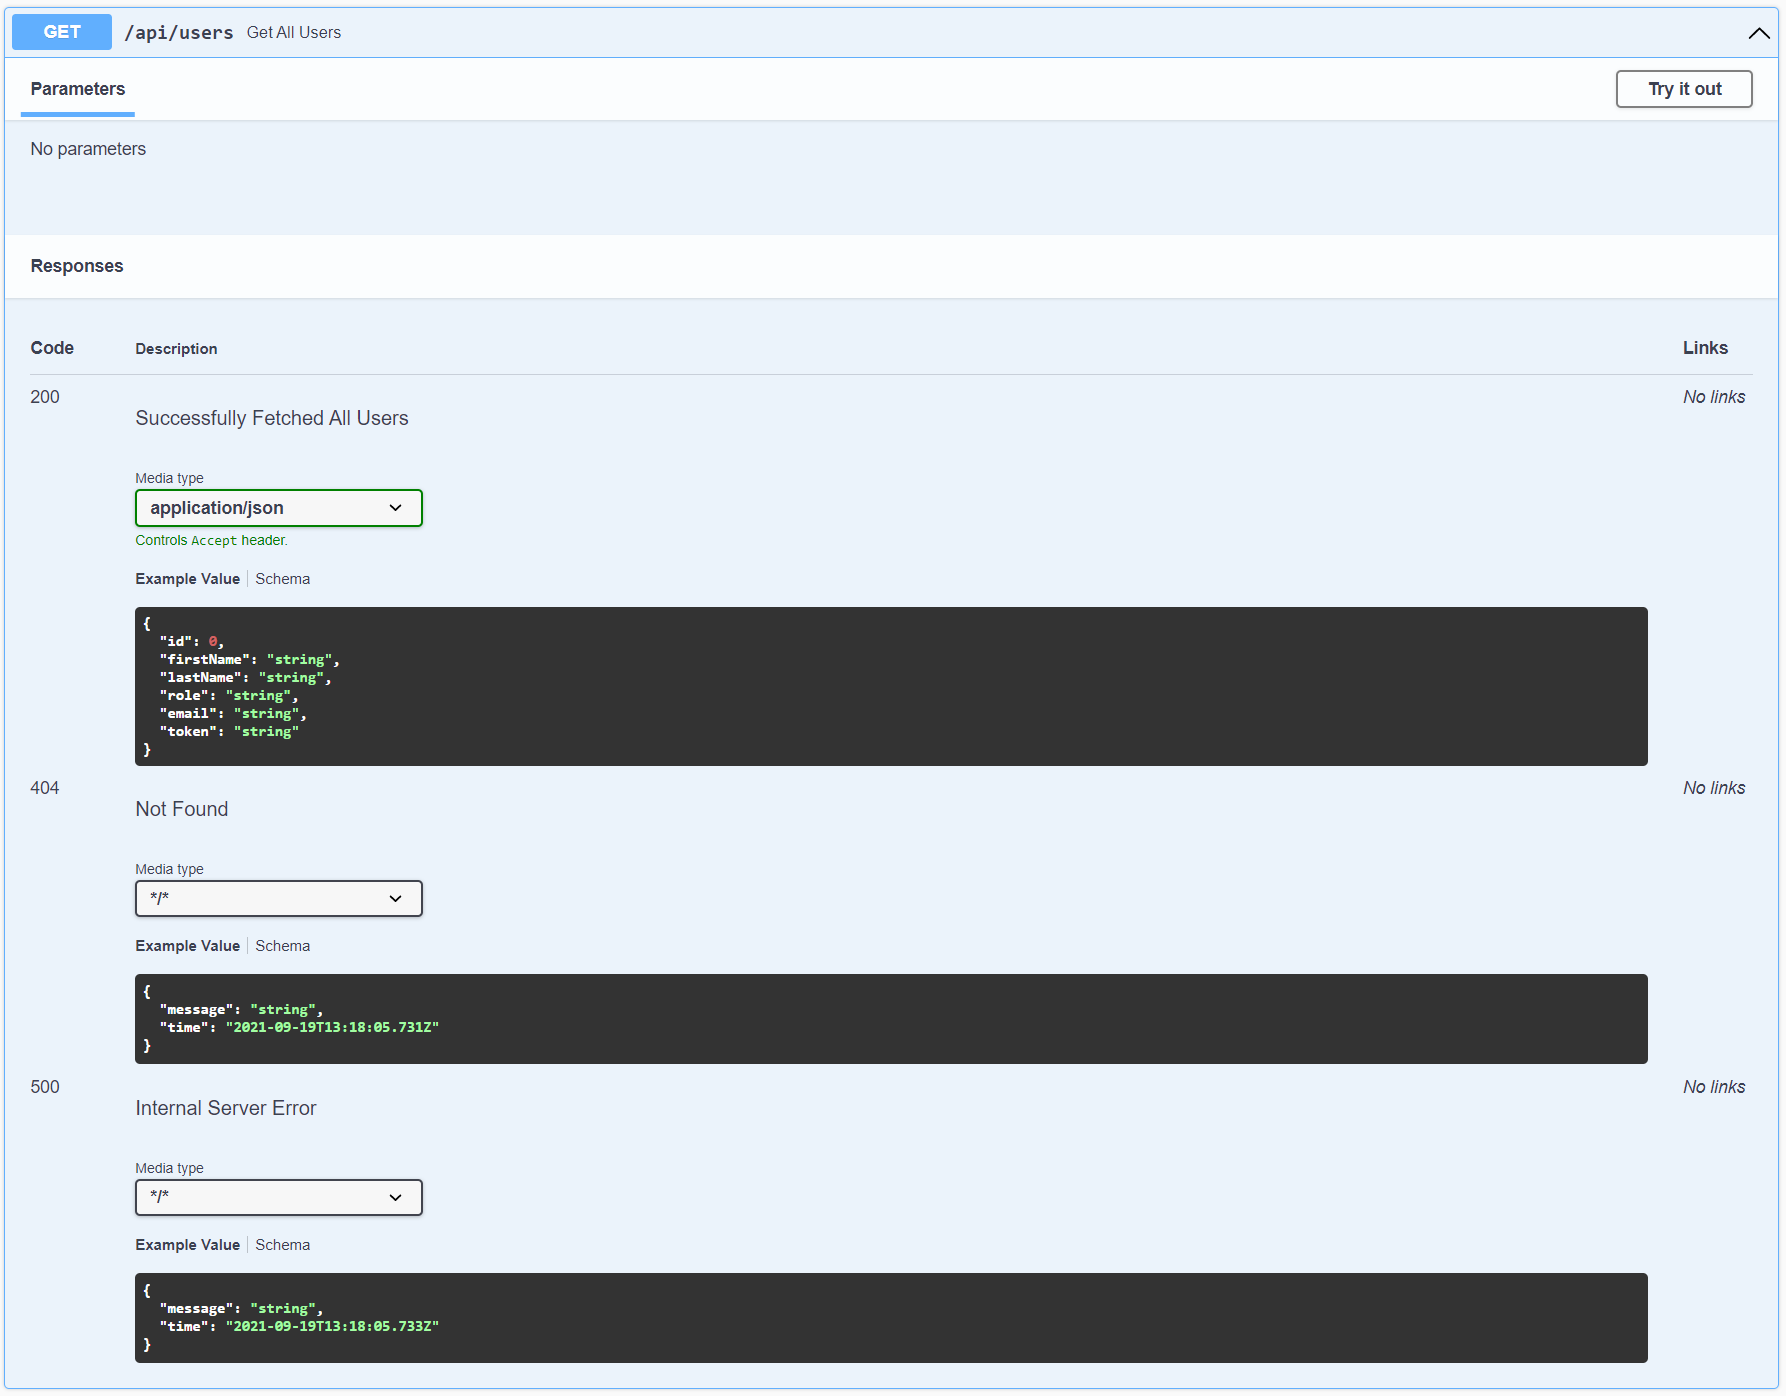 GET /api/users Get All Users
Parameters Try it out
No parameters
Responses
Code Description Links
200 No links
Successfully Fetched All Users
Media type
application/json
Controls Accept header.
Example Value Schema
{
  "id": 0,
  "firstName": "string",
  "lastName": "string",
  "role": "string",
  "email": "string",
  "token": "string"
}
404 No links
Not Found
Media type
*/*
Example Value Schema
{
  "message": "string",
  "time": "2021-09-19T13:18:05.731Z"
}
500 No links
Internal Server Error
Media type
*/*
Example Value Schema
{
  "message": "string",
  "time": "2021-09-19T13:18:05.733Z"
}